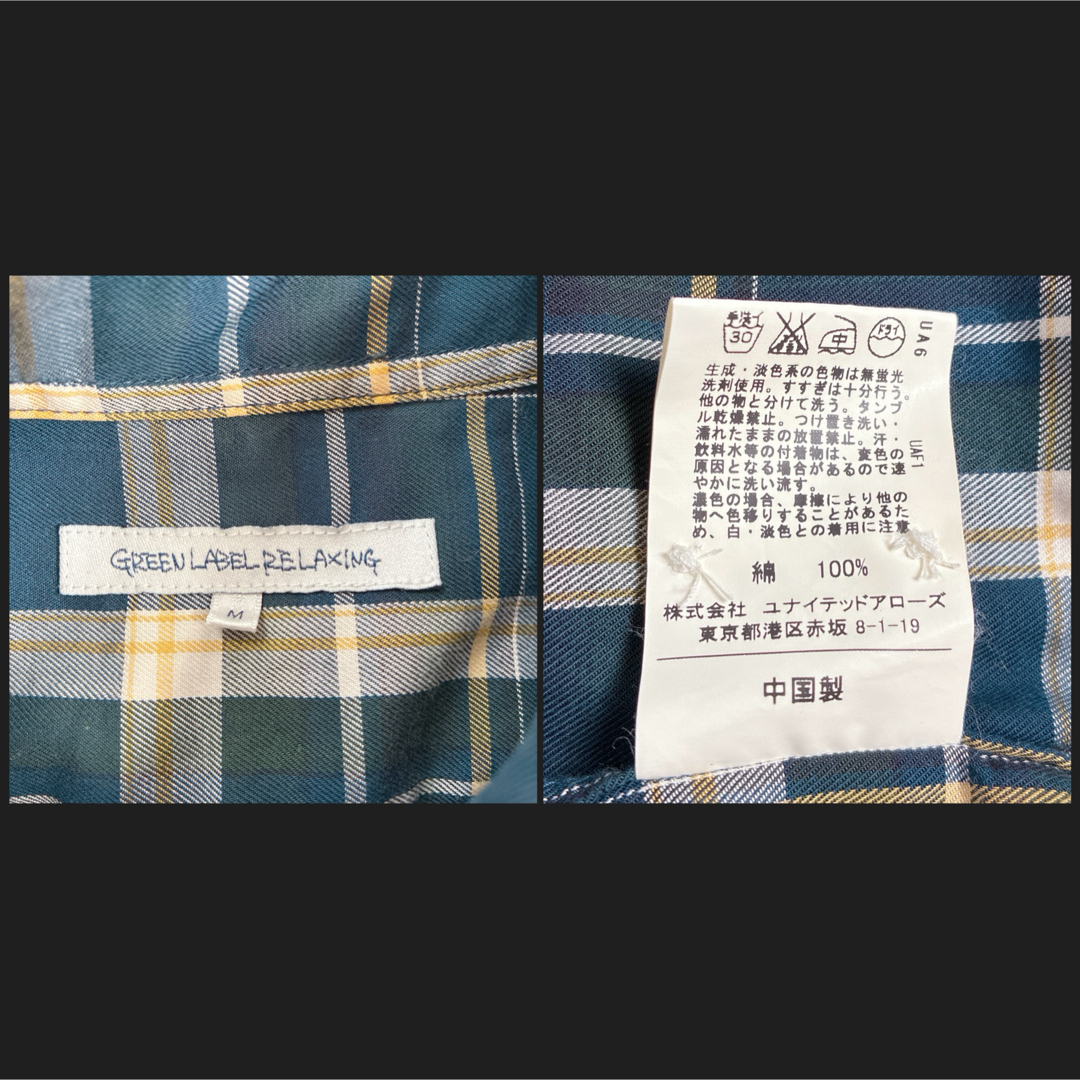 GREEN LABEL RELAXING
M
手洗イ
30
中
ドライ
UA6
生成・淡色系の色物は無蛍光
洗剤使用。すすぎは十分行う。
他の物と分けて洗う。タンブ
ル乾燥禁止。つけ置き洗い・
濡れたままの放置禁止。汗・
飲料水等の付着物は、変色の
原因となる場合があるので速
やかに洗い流す。
濃色の場合、摩擦により他の
物へ色移りすることがあるた
め、白・淡色との着用に注意
UAF1
綿 100%
株式会社 ユナイテッドアローズ
東京都港区赤坂 8-1-19
中国製